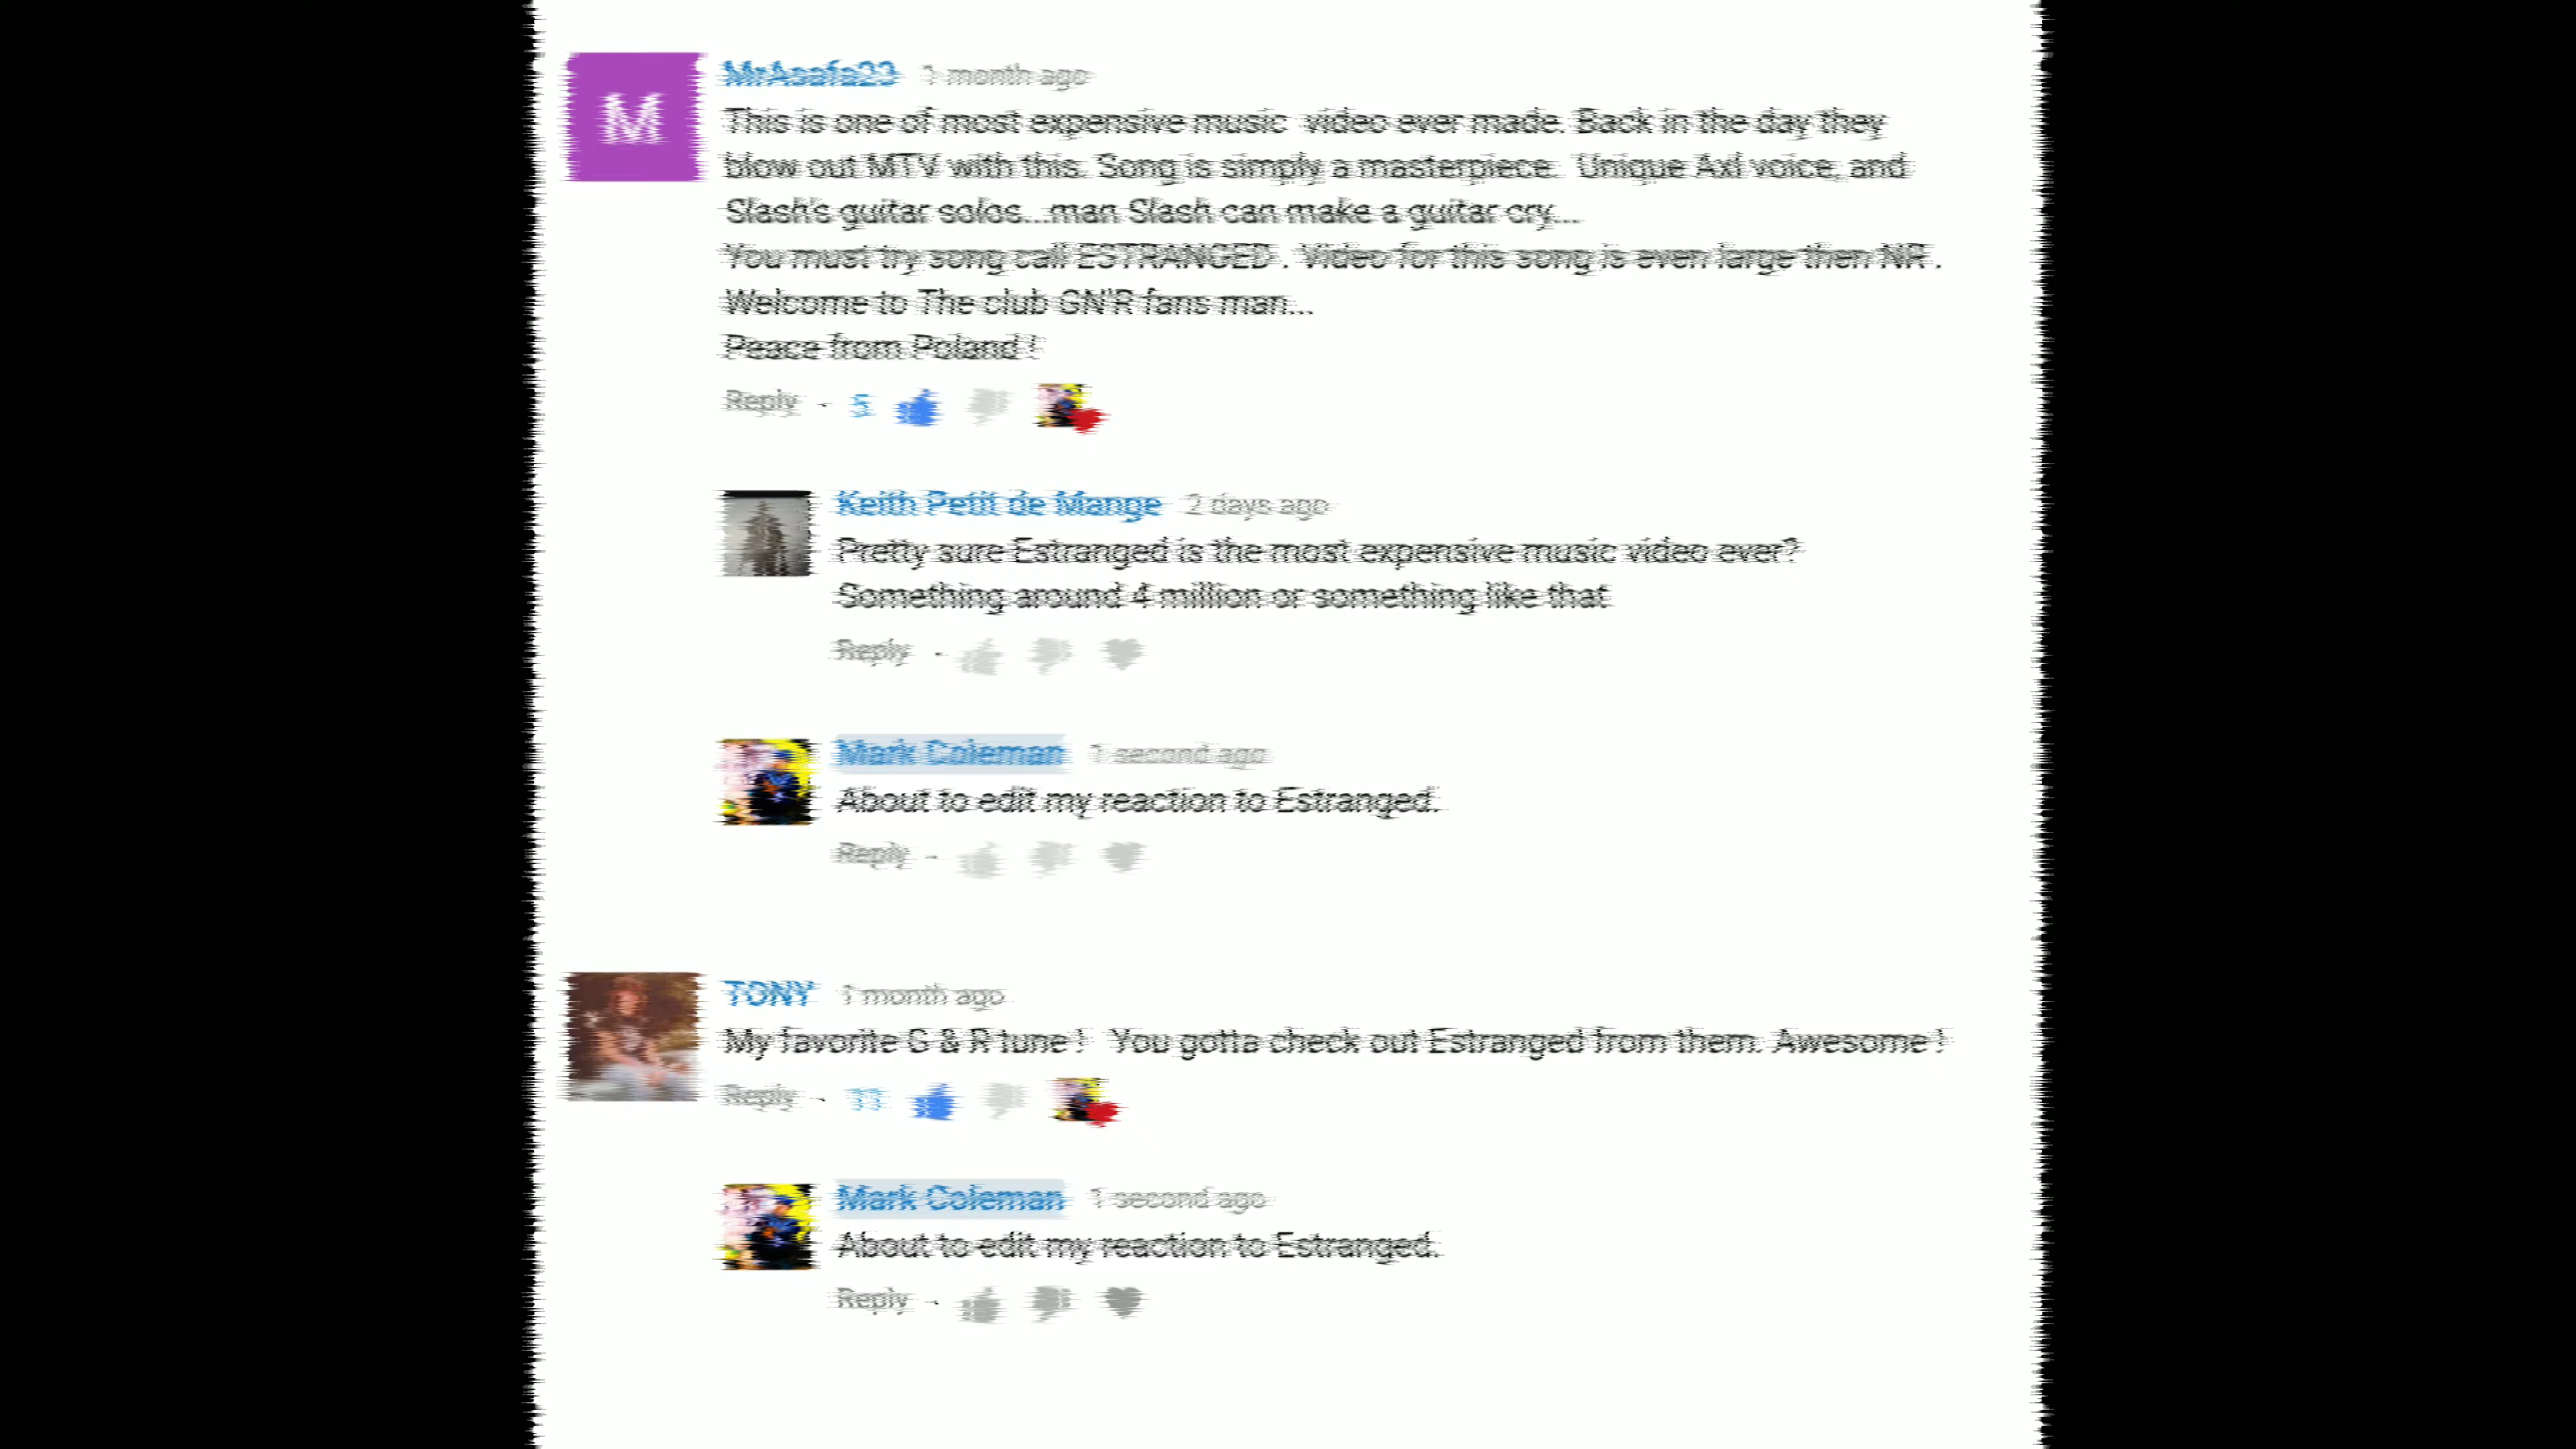 M
MrAsafa23 1 month ago
This is one of most expensive music video ever made. Back in the day they
blow out MTV with this. Song is simply a masterpiece. Unique Axl voice, and
Slash's guitar solos...man Slash can make a guitar cry...
You must try song call ESTRANGED . Video for this song is even large then NR .
Welcome to The club GN'R fans man...
Peace from Poland !
Reply · 5
Keith Petit de Mange 2 days ago
Pretty sure Estranged is the most expensive music video ever?
Something around 4 million or something like that
Reply ·
Mark Coleman 1 second ago
About to edit my reaction to Estranged.
Reply ·
TONY 1 month ago
My favorite G & R tune ! You gotta check out Estranged from them. Awesome !
Reply ·
Mark Coleman 1 second ago
About to edit my reaction to Estranged.
Reply ·